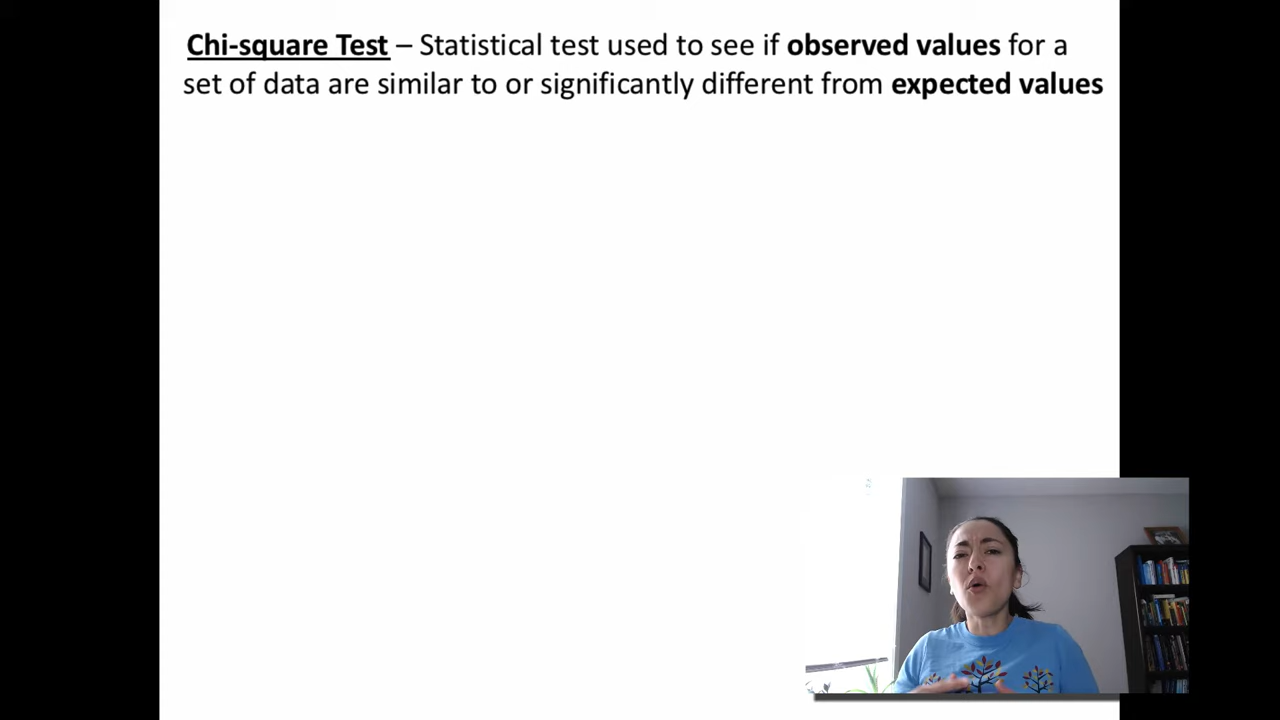 Chi-square Test – Statistical test used to see if observed values for a
set of data are similar to or significantly different from expected values